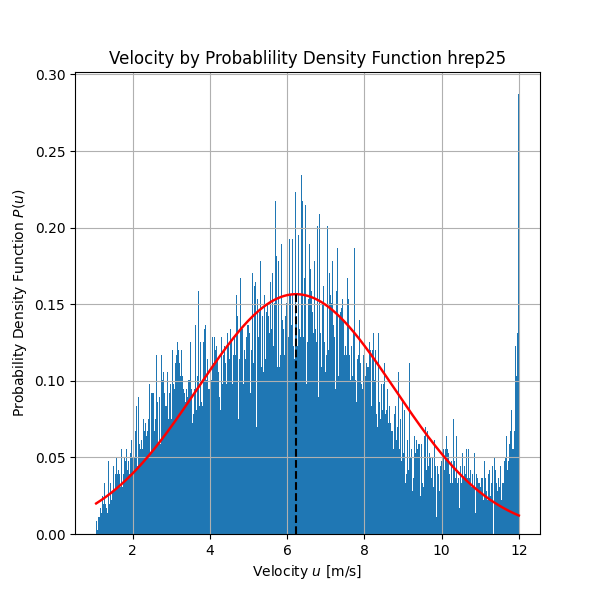 Velocity by Probablility Density Function hrep25
Probability Density Function P(u)
0.30
0.25
0.20
0.15
0.10
0.05
0.00
2 4 6 8 10 12
Velocity u [m/s]